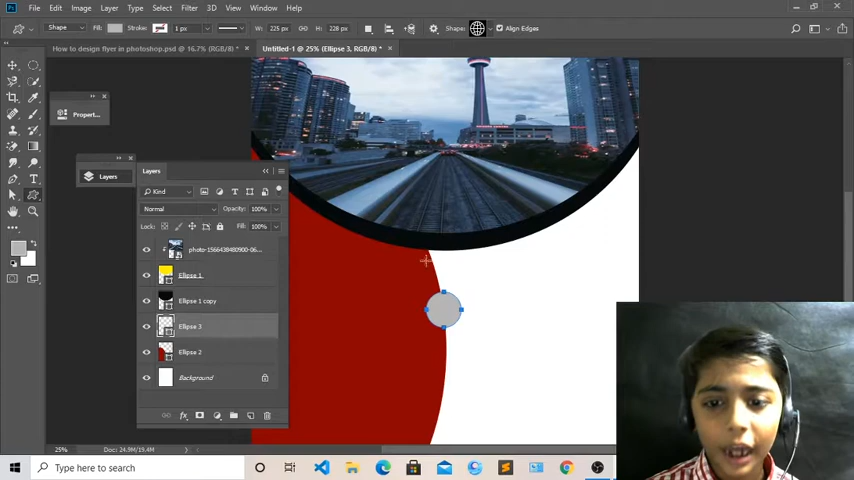 File Edit Image Layer Type Select Filter 3D View Window Help
Shape Fill: Stroke: 1 px W: 225 px H: 228 px Shape: Align Edges
How to design flyer in photoshop.psd @ 16.7% (RGB/8) * × Untitled-1 @ 25% (Ellipse 3, RGB/8) * ×
Propert...
Layers
Layers
Kind
Normal Opacity: 100%
Lock: Fill: 100%
photo-1566438480900-06...
Ellipse 1
Ellipse 1 copy
Ellipse 3
Ellipse 2
Background
25% Doc: 24.9M/19.4M
Type here to search